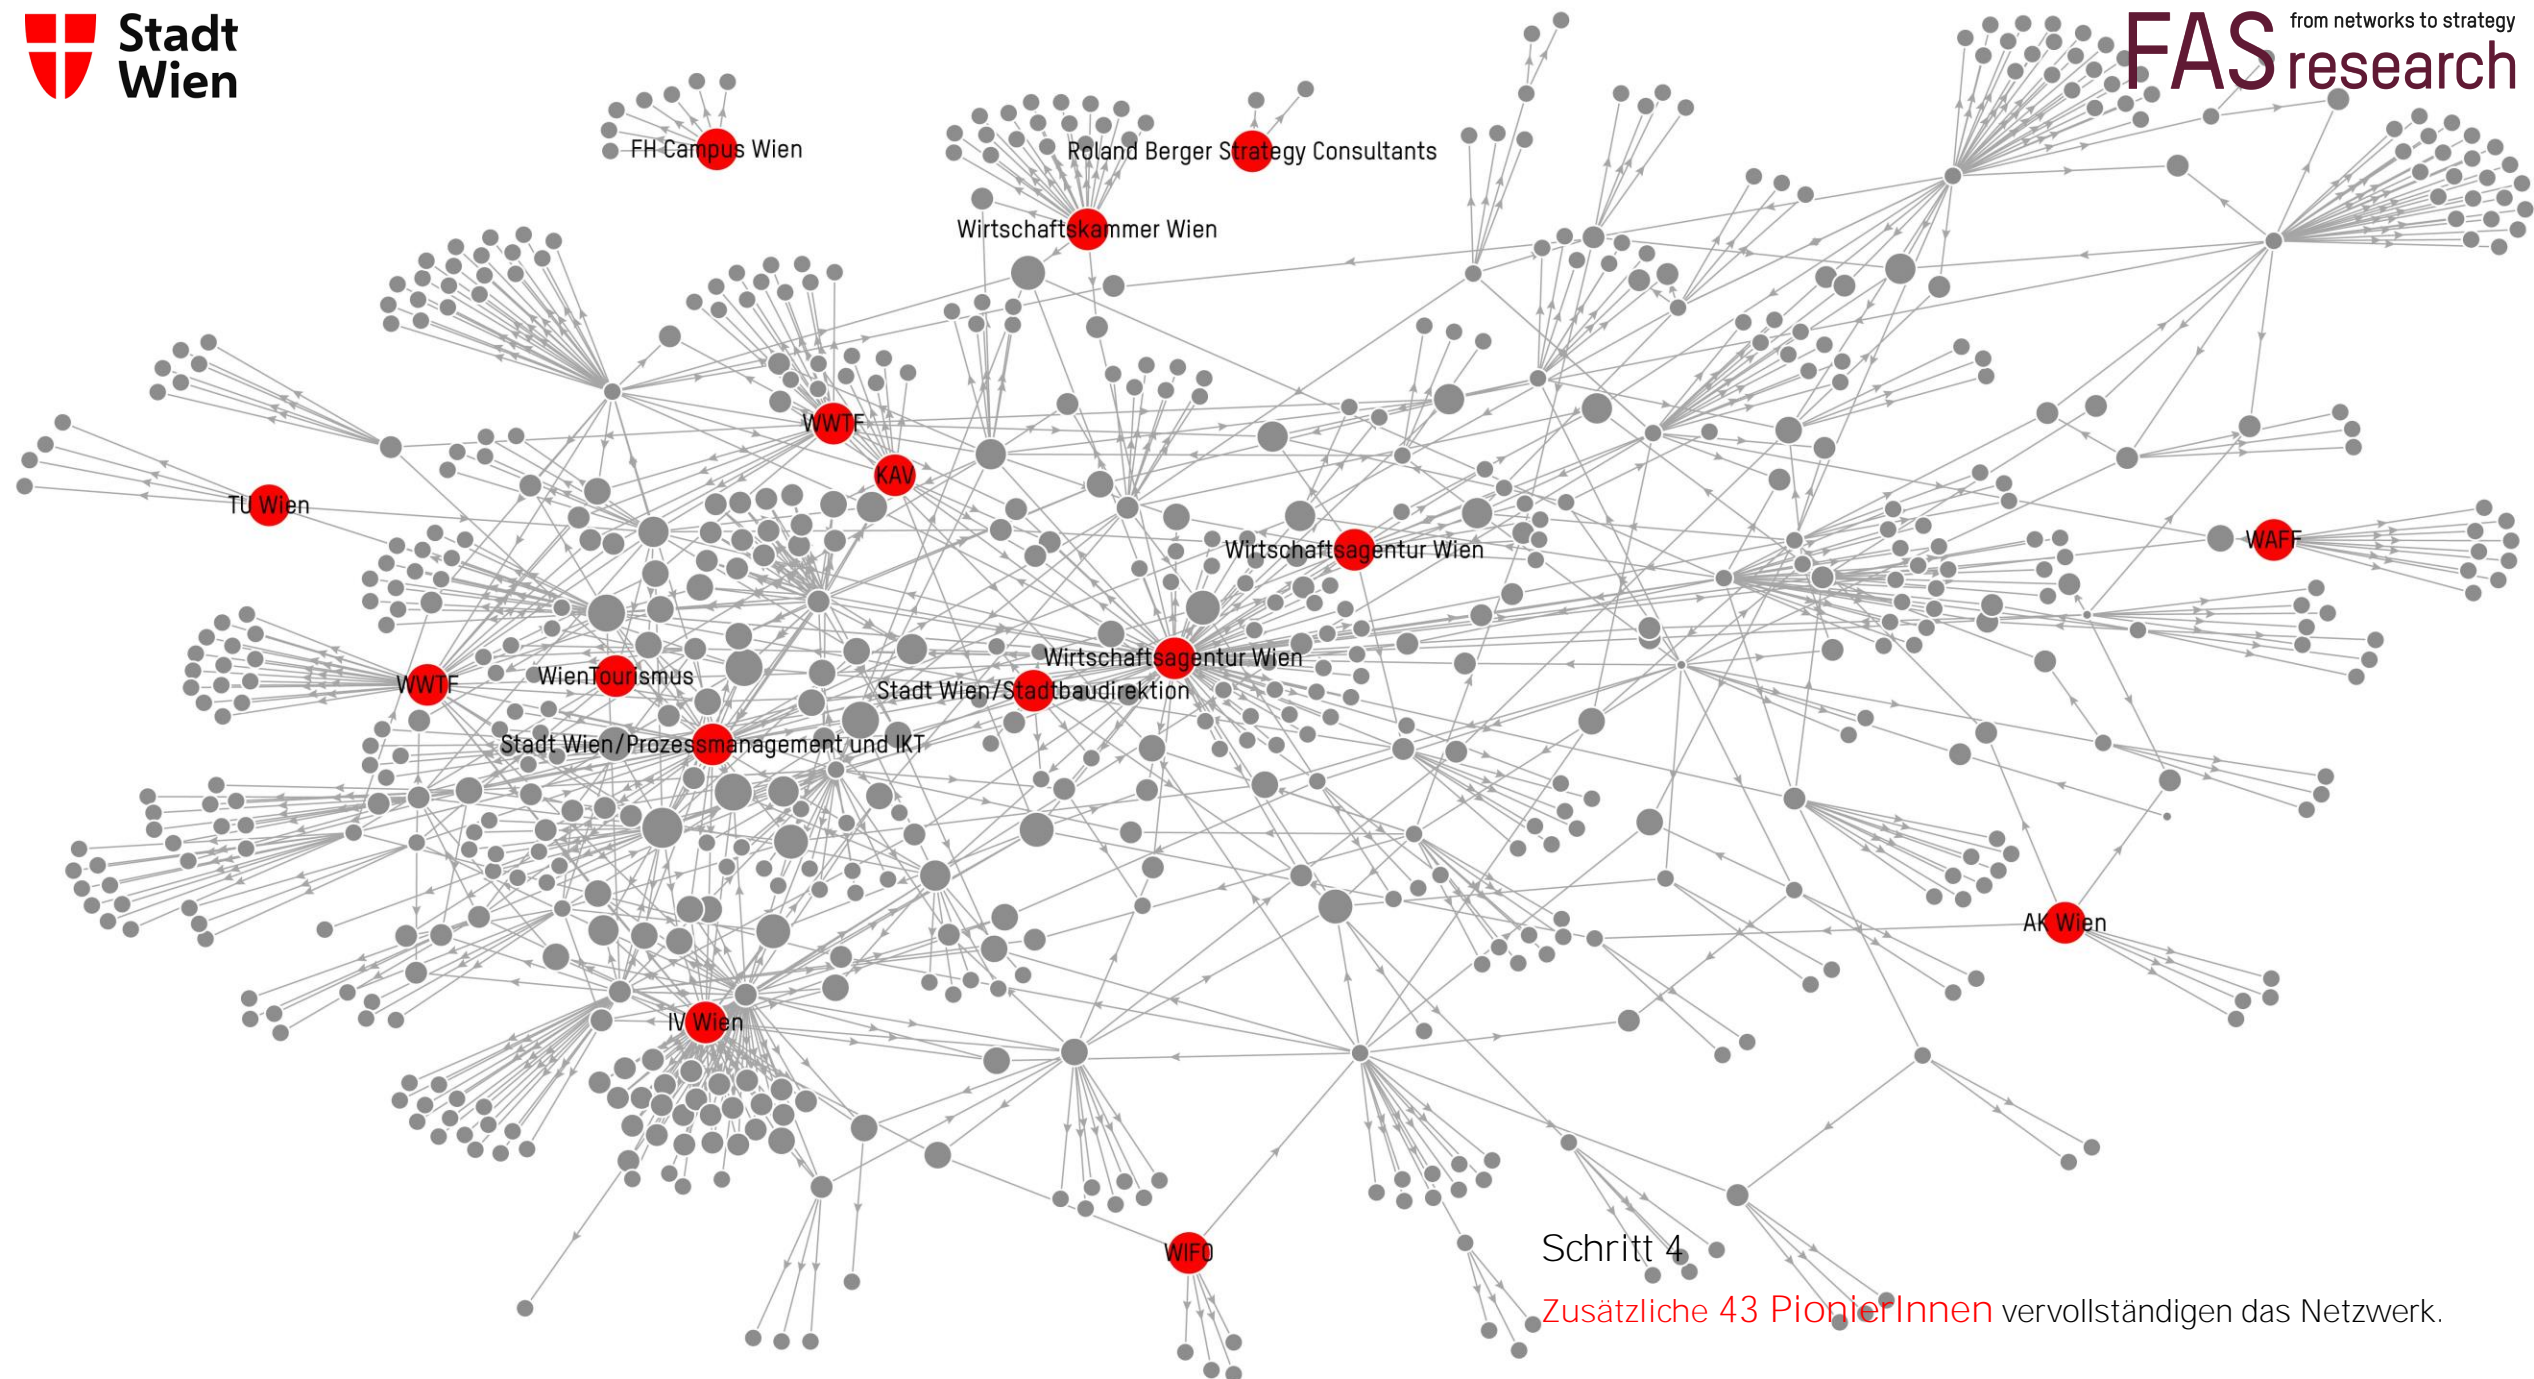 Stadt
Wien
from networks to strategy
FAS research
FH Campus Wien
Roland Berger Strategy Consultants
Wirtschaftskammer Wien
WWTF
KAV
TU Wien
Wirtschaftsagentur Wien
WAFF
Wirtschaftsagentur Wien
WWTF
WienTourismus
Stadt Wien/Stadtbaudirektion
Stadt Wien/Prozessmanagement und IKT
AK Wien
IV Wien
WIFO
Schritt 4
Zusätzliche 43 PionierInnen vervollständigen das Netzwerk.